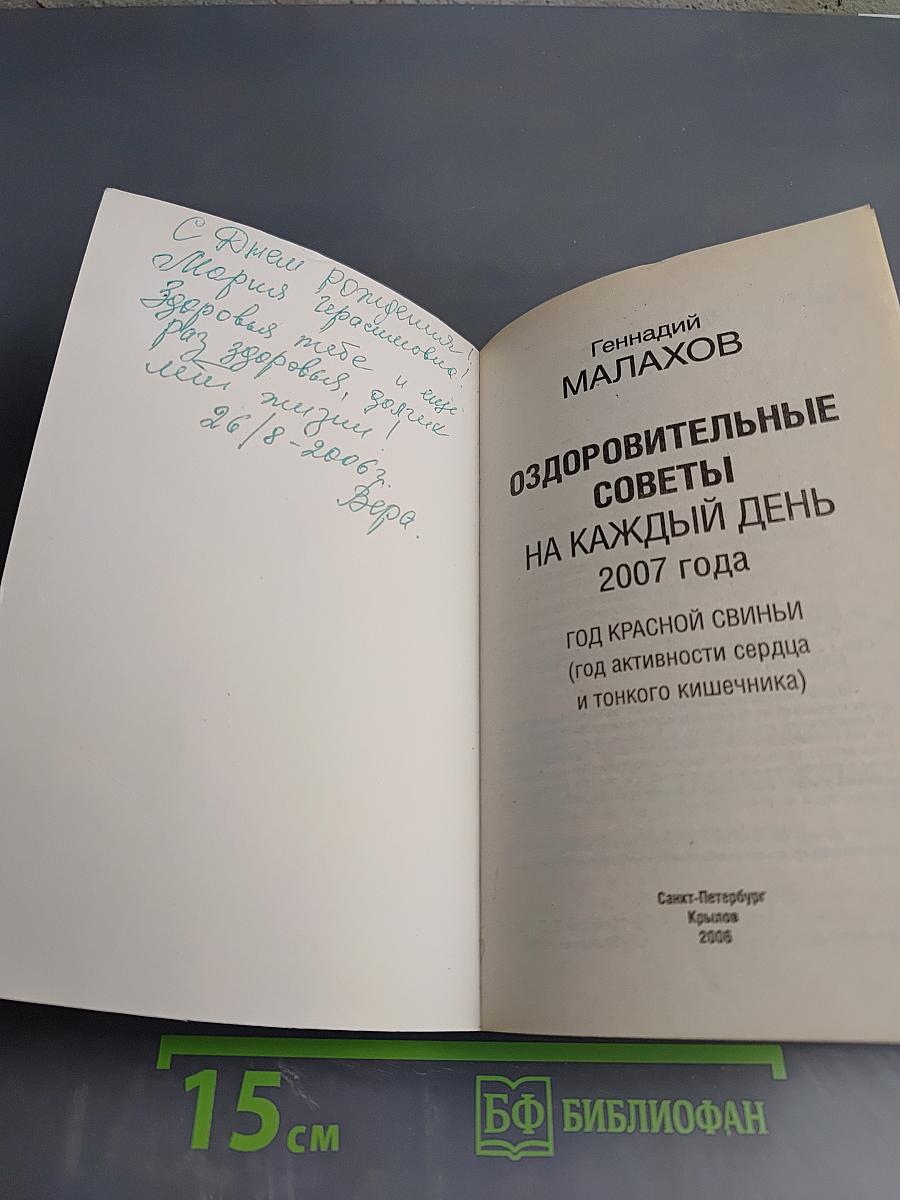 С Днем рождения!
Мария Герасимовна!
Здоровья тебе и еще
раз здоровья, долгих
лет жизни!
26/8-2006г.
Вера.
Геннадий
МАЛАХОВ
ОЗДОРОВИТЕЛЬНЫЕ
СОВЕТЫ
НА КАЖДЫЙ ДЕНЬ
2007 года
ГОД КРАСНОЙ СВИНЬИ
(год активности сердца
и тонкого кишечника)
Санкт-Петербург
Крылов
2006
15 см
БФ БИБЛИОФАН